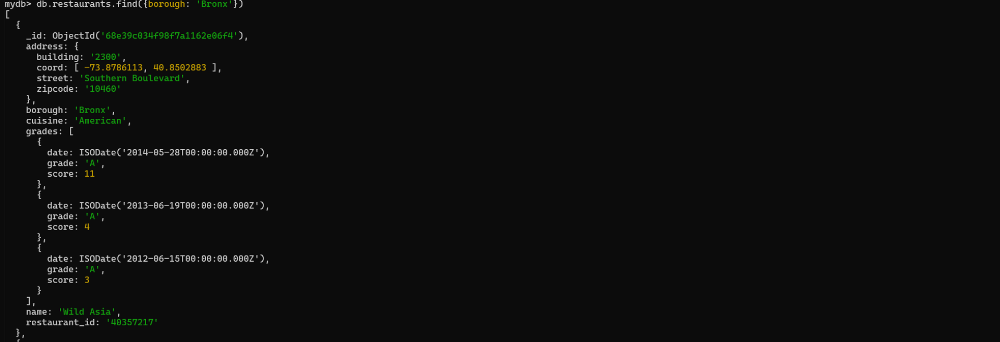 mydb> db.restaurants.find({borough: 'Bronx'})
[
  {
    _id: ObjectId('68e39c034f98f7a1162e06f4'),
    address: {
      building: '2300',
      coord: [ -73.8786113, 40.8502883 ],
      street: 'Southern Boulevard',
      zipcode: '10460'
    },
    borough: 'Bronx',
    cuisine: 'American',
    grades: [
      {
        date: ISODate('2014-05-28T00:00:00.000Z'),
        grade: 'A',
        score: 11
      },
      {
        date: ISODate('2013-06-19T00:00:00.000Z'),
        grade: 'A',
        score: 4
      },
      {
        date: ISODate('2012-06-15T00:00:00.000Z'),
        grade: 'A',
        score: 3
      }
    ],
    name: 'Wild Asia',
    restaurant_id: '40357217'
  },
  {